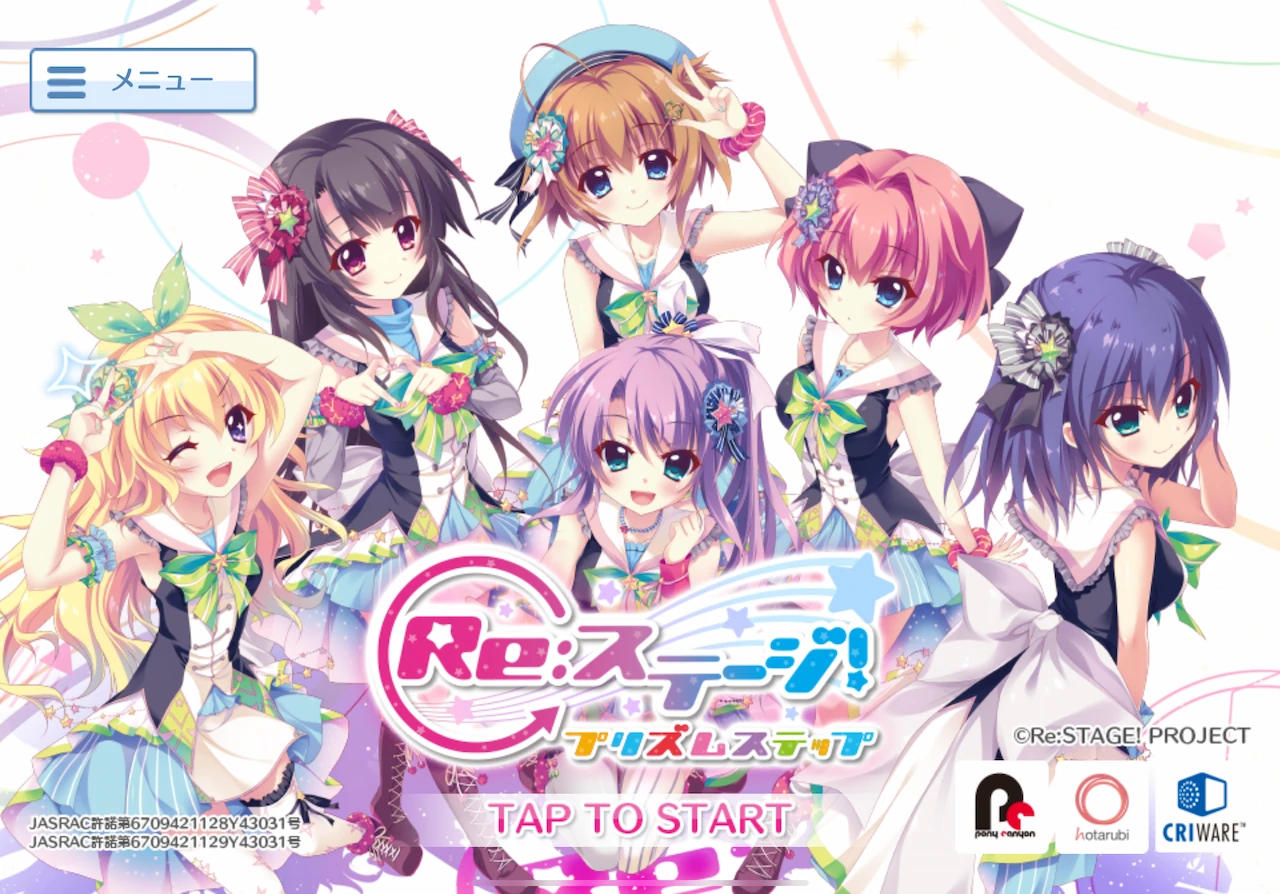 メニュー
Re:ステージ!
プリズムステップ
©Re:STAGE! PROJECT
TAP TO START
pony canyon
hotarubi
CRIWARE™
JASRAC許諾第6709421128Y43031号
JASRAC許諾第6709421129Y43031号